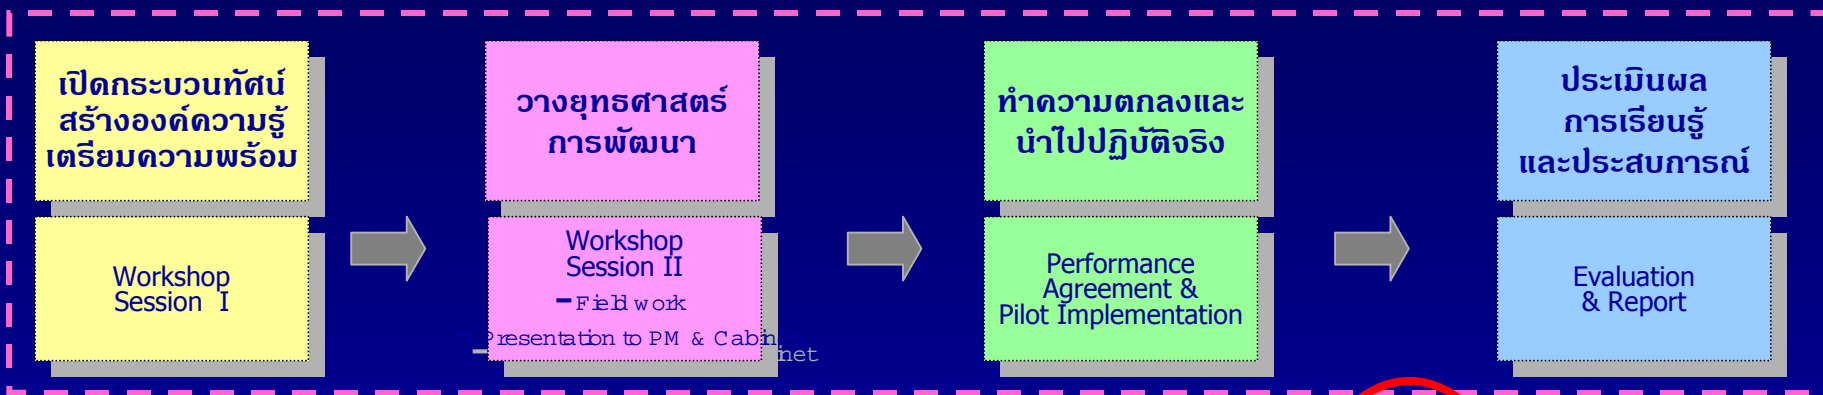 เปิดกระบวนทัศน์
สร้างองค์ความรู้
เตรียมความพร้อม
Workshop
Session I
วางยุทธศาสตร์
การพัฒนา
Workshop
Session II
- Field work
- Presentation to PM & Cabinet
ทำความตกลงและ
นำไปปฏิบัติจริง
Performance
Agreement &
Pilot Implementation
ประเมินผล
การเรียนรู้
และประสบการณ์
Evaluation
& Report